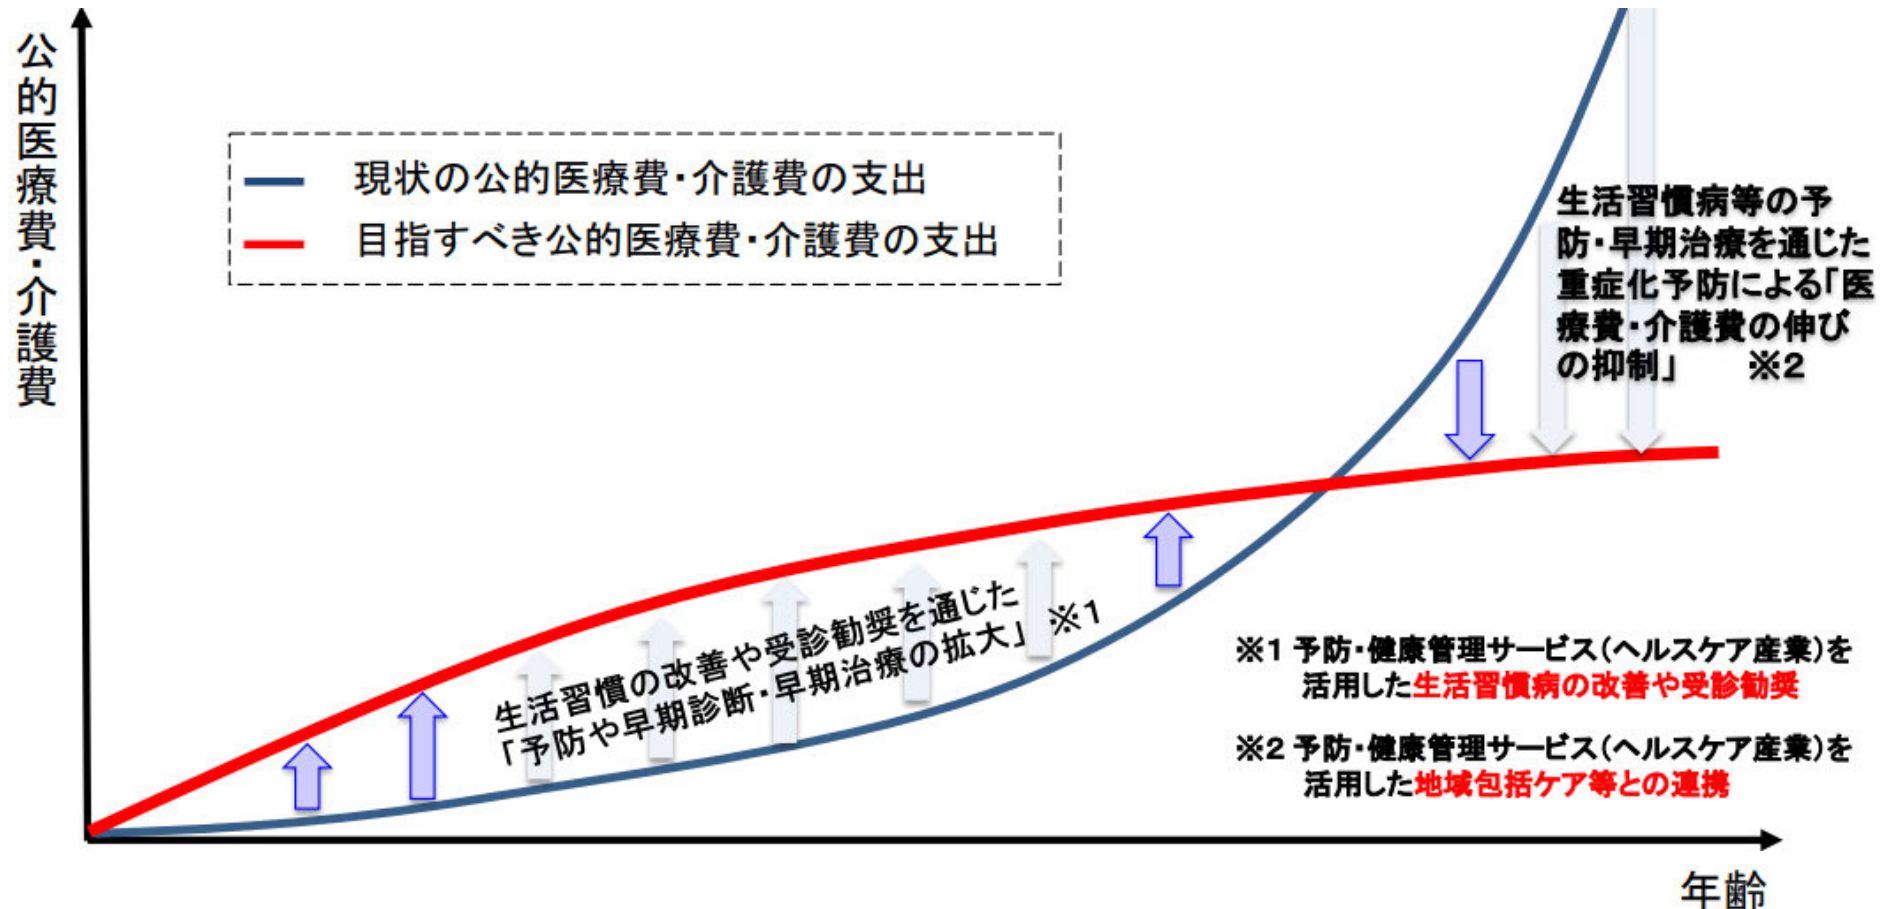 公的医療費・介護費
現状の公的医療費・介護費の支出
目指すべき公的医療費・介護費の支出
生活習慣病等の予
防・早期治療を通じた
重症化予防による「医
療費・介護費の伸び
の抑制」 ※2
生活習慣の改善や受診勧奨を通じた
「予防や早期診断・早期治療の拡大」 ※1
※1 予防・健康管理サービス(ヘルスケア産業)を
活用した生活習慣病の改善や受診勧奨
※2 予防・健康管理サービス(ヘルスケア産業)を
活用した地域包括ケア等との連携
年齢